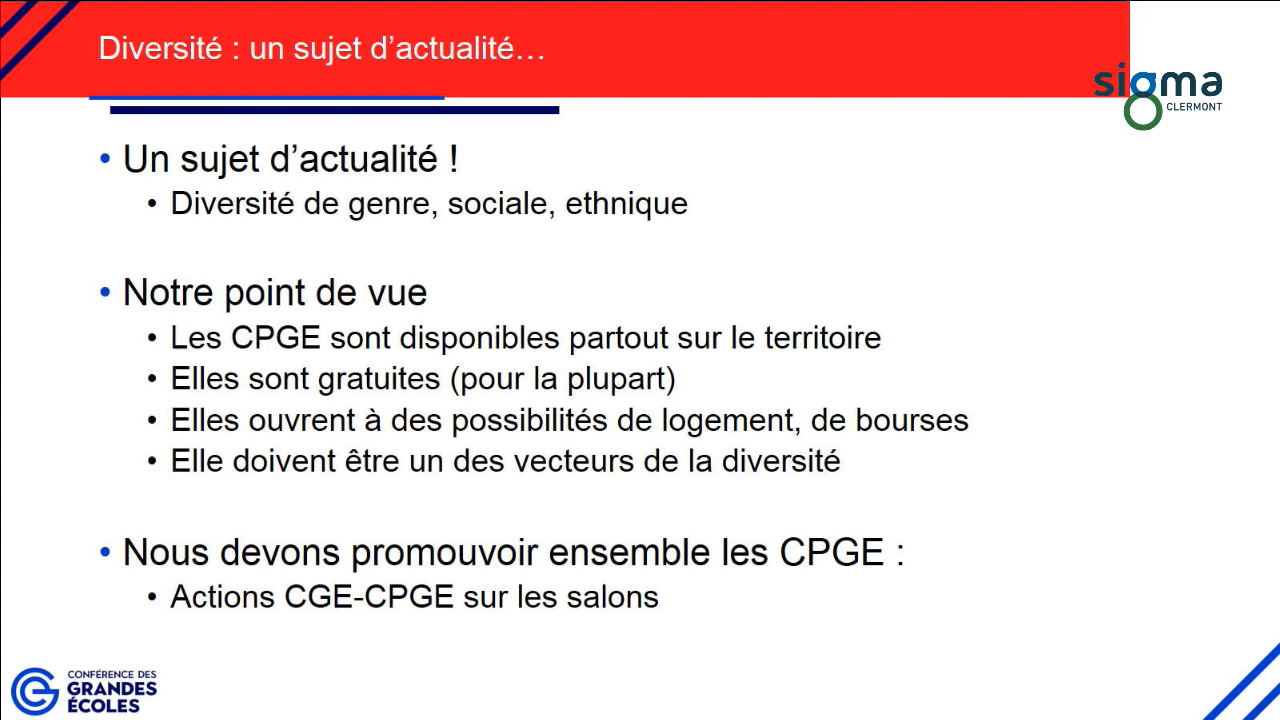 Diversité : un sujet d’actualité…
sigma
CLERMONT
• Un sujet d’actualité !
• Diversité de genre, sociale, ethnique
• Notre point de vue
• Les CPGE sont disponibles partout sur le territoire
• Elles sont gratuites (pour la plupart)
• Elles ouvrent à des possibilités de logement, de bourses
• Elle doivent être un des vecteurs de la diversité
• Nous devons promouvoir ensemble les CPGE :
• Actions CGE-CPGE sur les salons
CONFÉRENCE DES
GRANDES
ÉCOLES